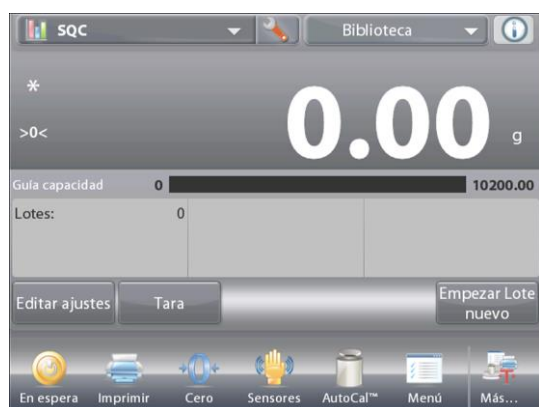 SQC
Biblioteca
*
>0<
0.00 g
Guía capacidad 0 10200.00
Lotes: 0
Editar ajustes
Tara
Empezar Lote
nuevo
En espera
Imprimir
Cero
Sensores
AutoCal™
Menú
Más...